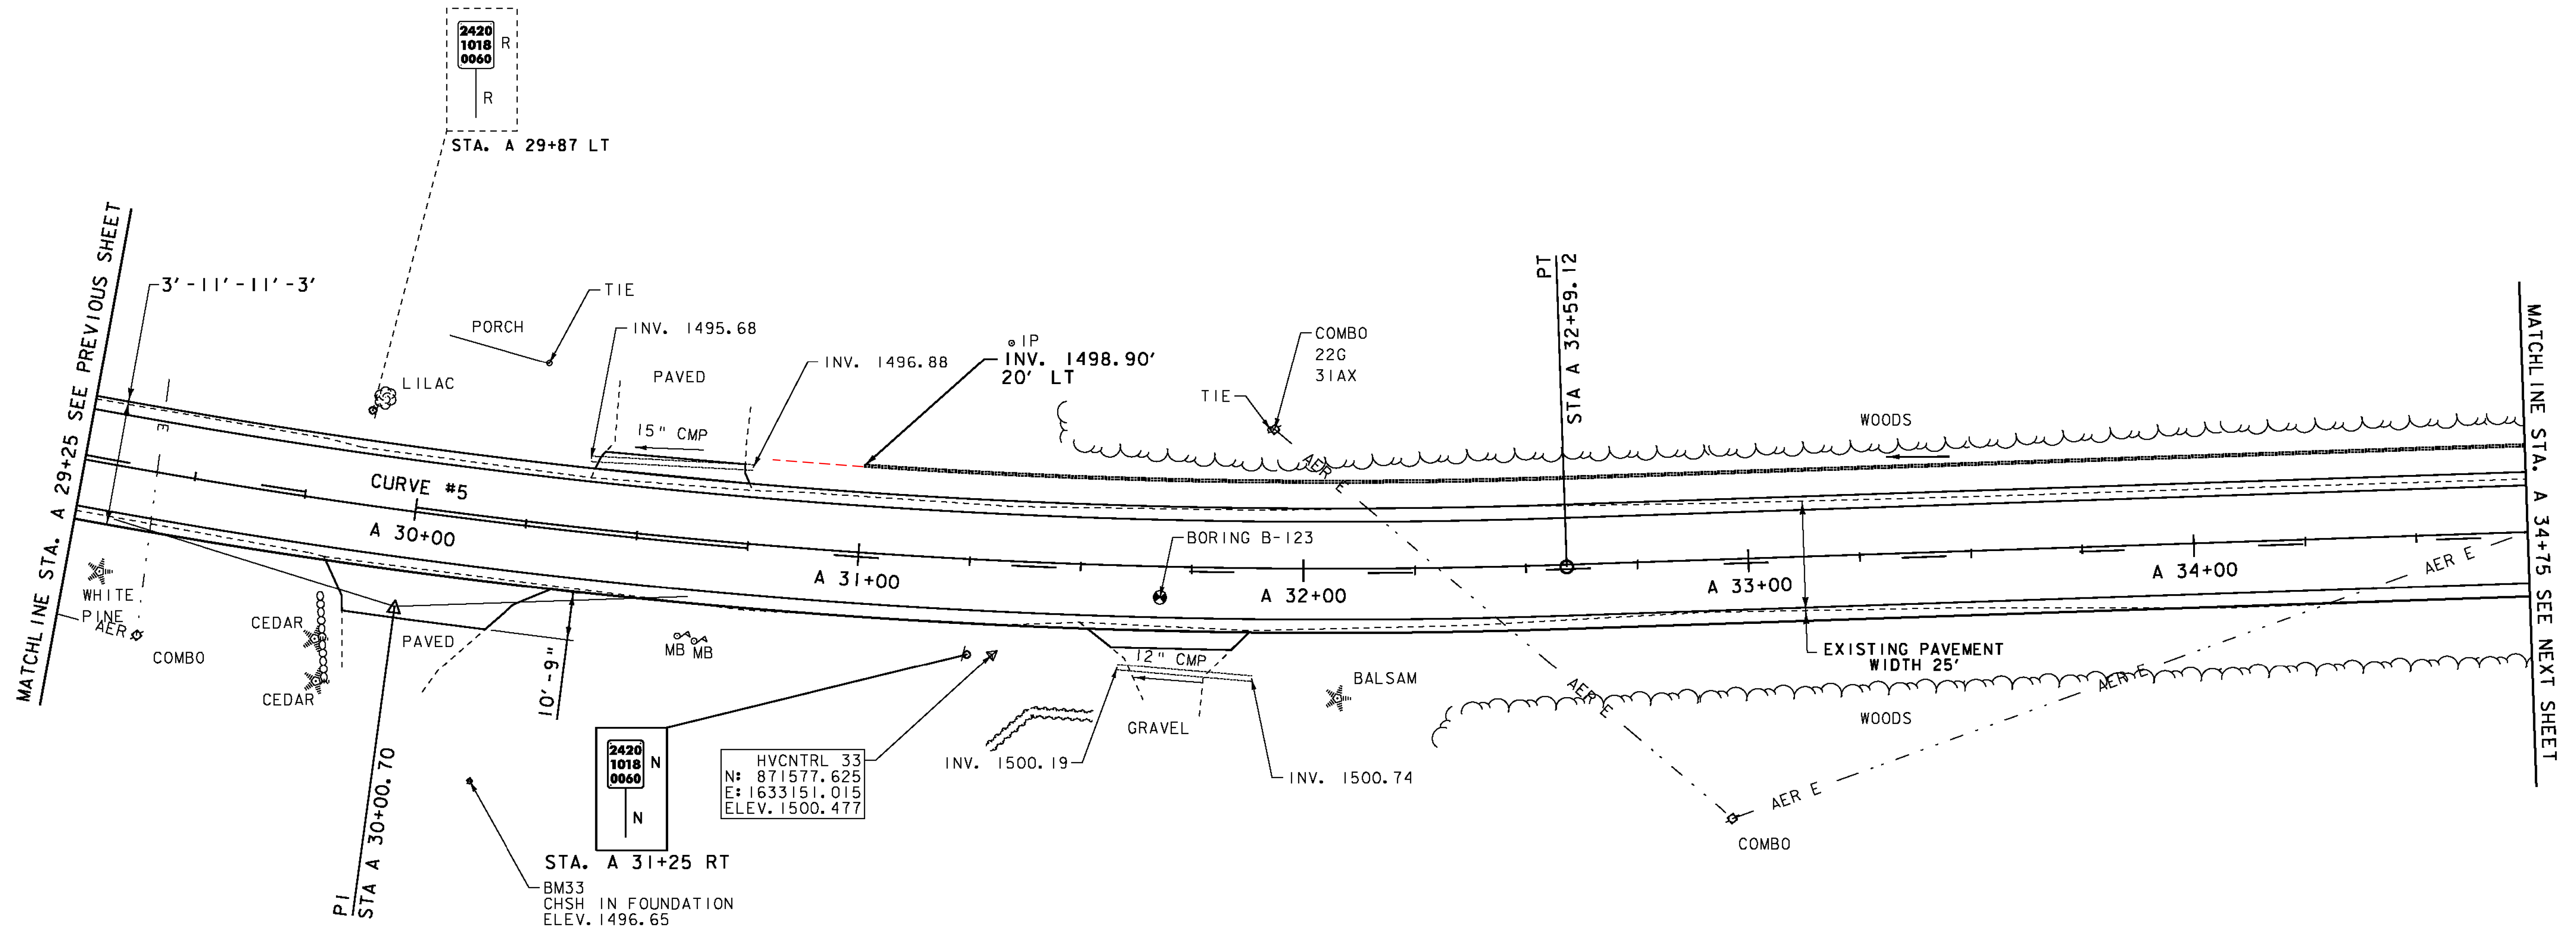 2420
1018
0060
R
R
STA. A 29+87 LT
MATCHLINE STA. A 29+25 SEE PREVIOUS SHEET
3'-11'-11'-3'
E
PORCH
TIE
LILAC
INV. 1495.68
PAVED
15" CMP
INV. 1496.88
IP
INV. 1498.90'
20' LT
COMBO
22G
31AX
TIE
AER E
PT
STA A 32+59.12
WOODS
MATCHLINE STA. A 34+75 SEE NEXT SHEET
CURVE #5
A 30+00
A 31+00
BORING B-123
A 32+00
A 33+00
A 34+00
AER E
WHITE
PINE
AER
COMBO
CEDAR
CEDAR
PAVED
10'-9"
MB MB
12" CMP
GRAVEL
BALSAM
EXISTING PAVEMENT
WIDTH 25'
AER E
AER E
WOODS
INV. 1500.19
INV. 1500.74
HVCNTRL 33
N: 871577.625
E: 1633151.015
ELEV. 1500.477
2420
1018
0060
N
N
STA. A 31+25 RT
PI
STA A 30+00.70
BM33
CHSH IN FOUNDATION
ELEV. 1496.65
AER E
COMBO